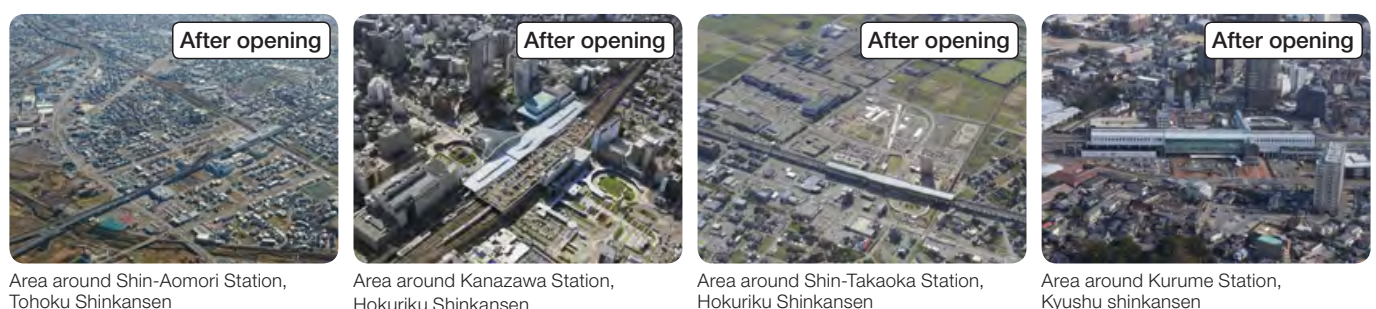 After opening
After opening
After opening
After opening
Area around Shin-Aomori Station,
Tohoku Shinkansen
Area around Kanazawa Station,
Hokuriku Shinkansen
Area around Shin-Takaoka Station,
Hokuriku Shinkansen
Area around Kurume Station,
Kyushu shinkansen